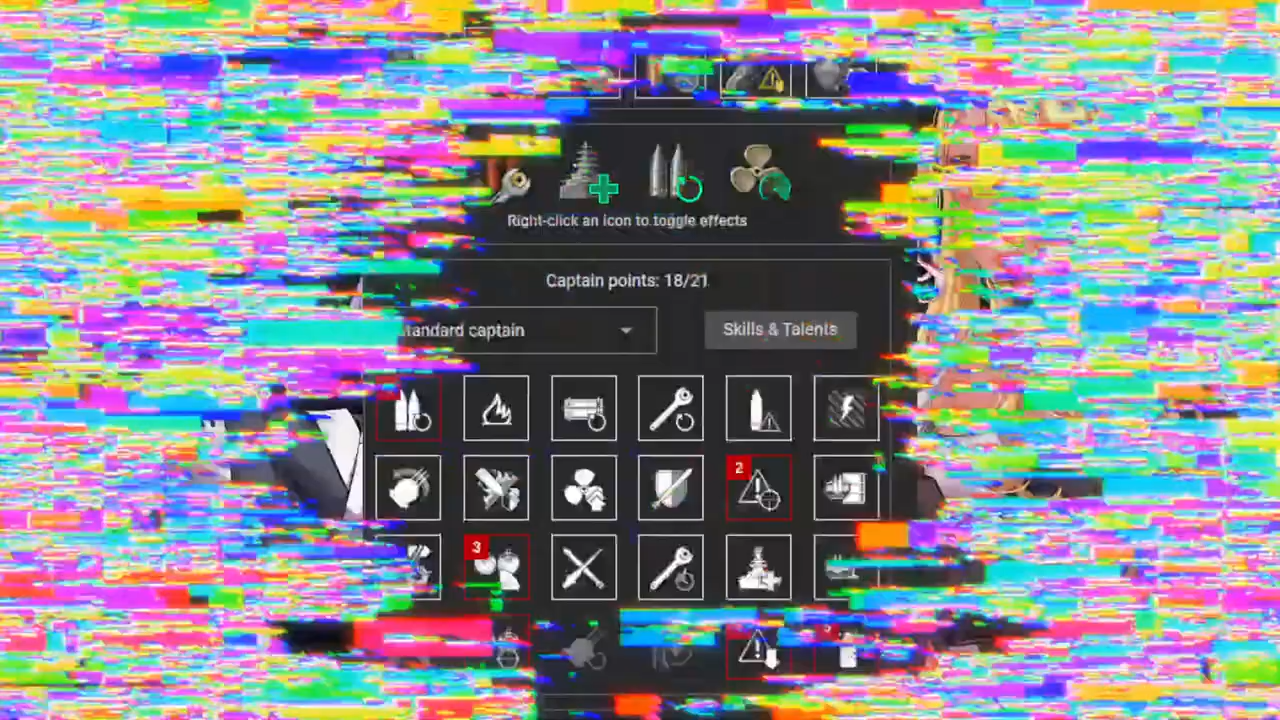 Right-click an icon to toggle effects
Captain points: 18/21
tandard captain
Skills & Talents
2
3